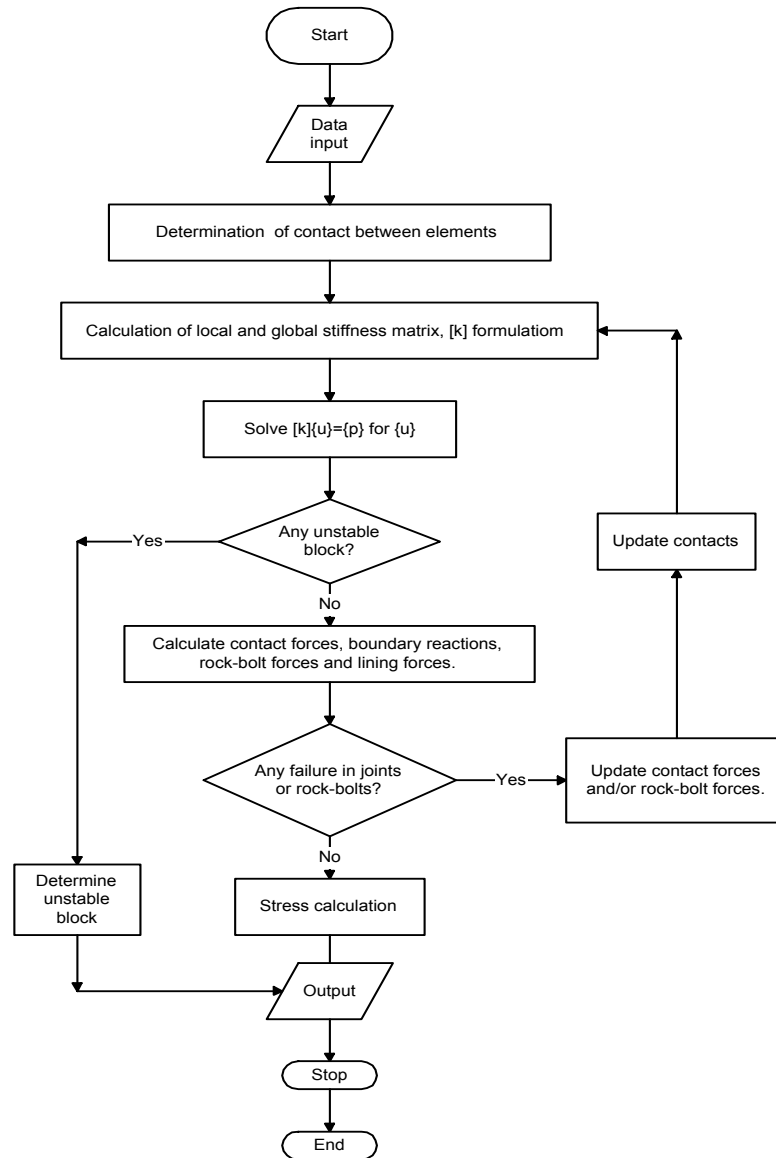 Start
Data
input
Determination of contact between elements
Calculation of local and global stiffness matrix, [k] formulatiom
Solve [k]{u}={p} for {u}
Any unstable
block?
Yes
Update contacts
No
Calculate contact forces, boundary reactions,
rock-bolt forces and lining forces.
Any failure in joints
or rock-bolts?
Yes
Update contact forces
and/or rock-bolt forces.
No
Determine
unstable
block
Stress calculation
Output
Stop
End